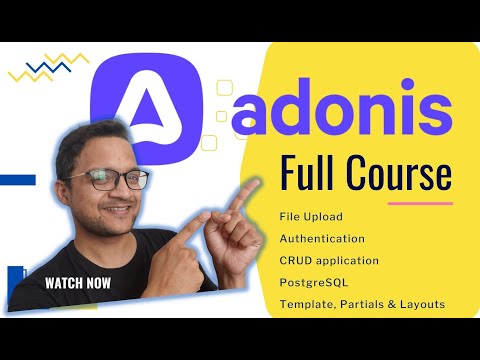 adonis
Full Course
File Upload
Authentication
CRUD application
PostgreSQL
Template, Partials & Layouts
WATCH NOW